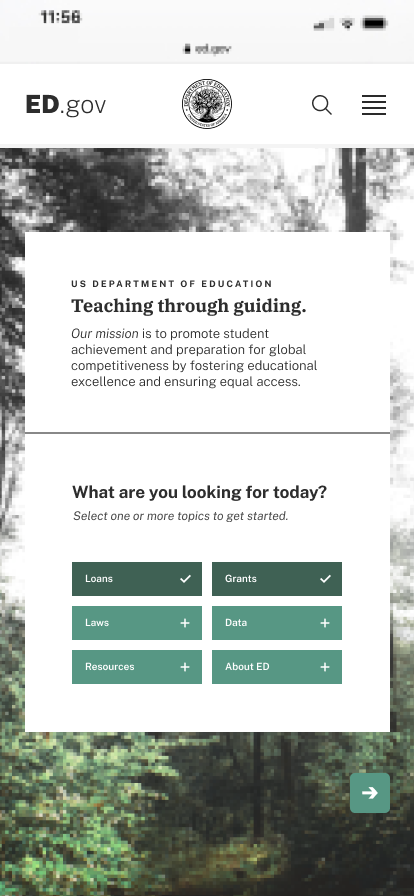 11:56
ed.gov
ED.gov
US DEPARTMENT OF EDUCATION
Teaching through guiding.
Our mission is to promote student
achievement and preparation for global
competitiveness by fostering educational
excellence and ensuring equal access.
What are you looking for today?
Select one or more topics to get started.
Loans
Grants
Laws
Data
Resources
About ED